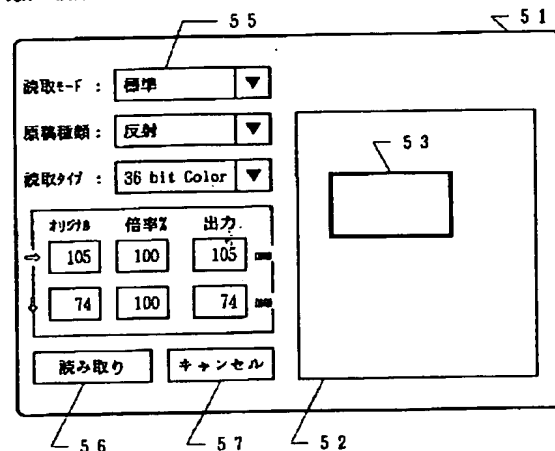 55
51
読取モード： 標準 ▼
53
原稿種類： 反射 ▼
読取タイプ： 36 bit Color ▼
オリジナル 倍率% 出力
⇨ 105 100 105 mm
74 100 74 mm
読み取り キャンセル
56 57 52